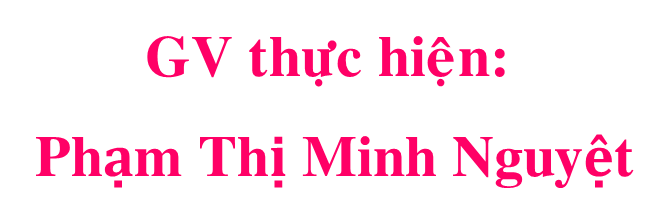 GV thực hiện:
Phạm Thị Minh Nguyệt